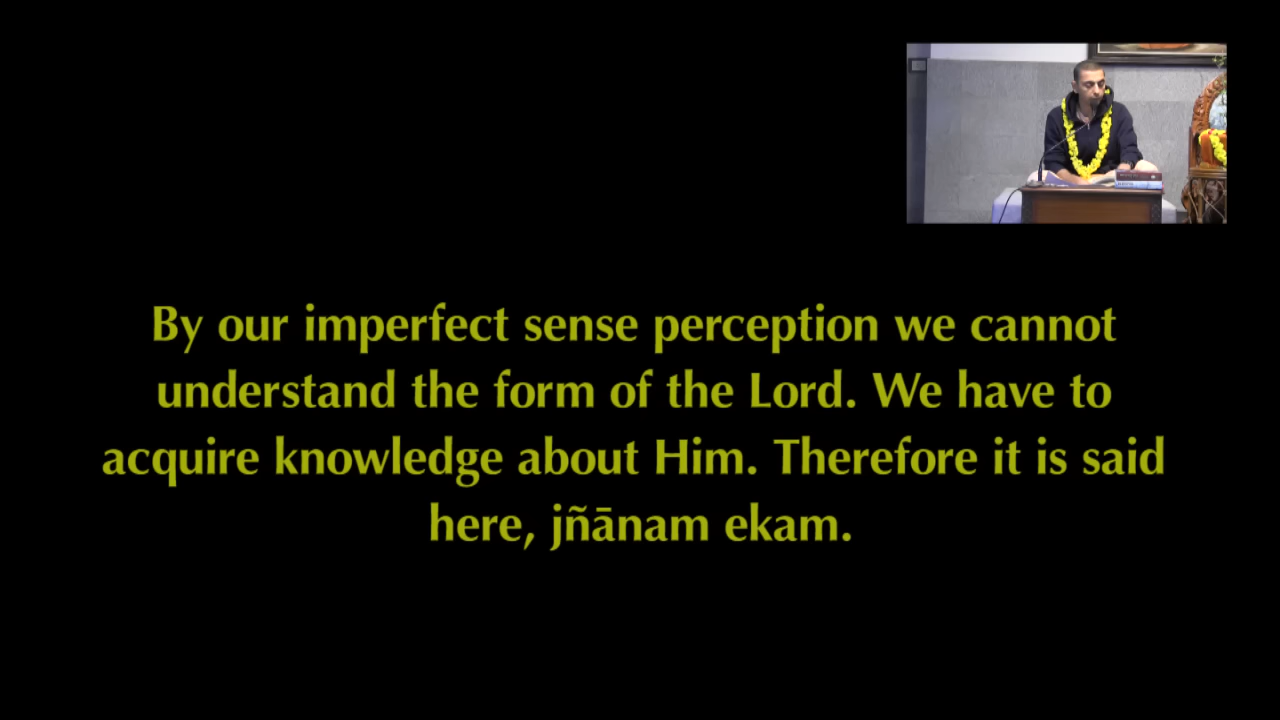 By our imperfect sense perception we cannot
understand the form of the Lord. We have to
acquire knowledge about Him. Therefore it is said
here, jñānam ekam.